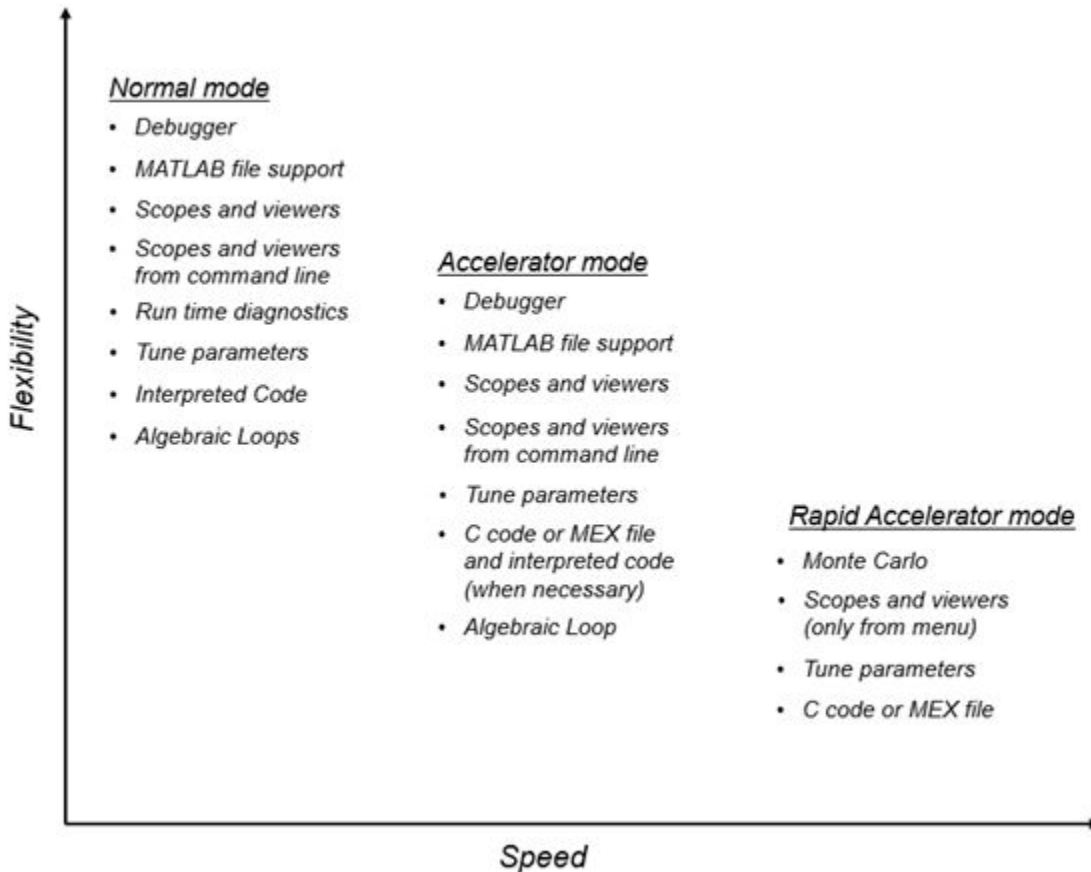 Normal mode
• Debugger
• MATLAB file support
• Scopes and viewers
• Scopes and viewers
from command line
• Run time diagnostics
• Tune parameters
• Interpreted Code
• Algebraic Loops
Accelerator mode
• Debugger
• MATLAB file support
• Scopes and viewers
• Scopes and viewers
from command line
• Tune parameters
• C code or MEX file
and interpreted code
(when necessary)
• Algebraic Loop
Rapid Accelerator mode
• Monte Carlo
• Scopes and viewers
(only from menu)
• Tune parameters
• C code or MEX file
Flexibility
Speed